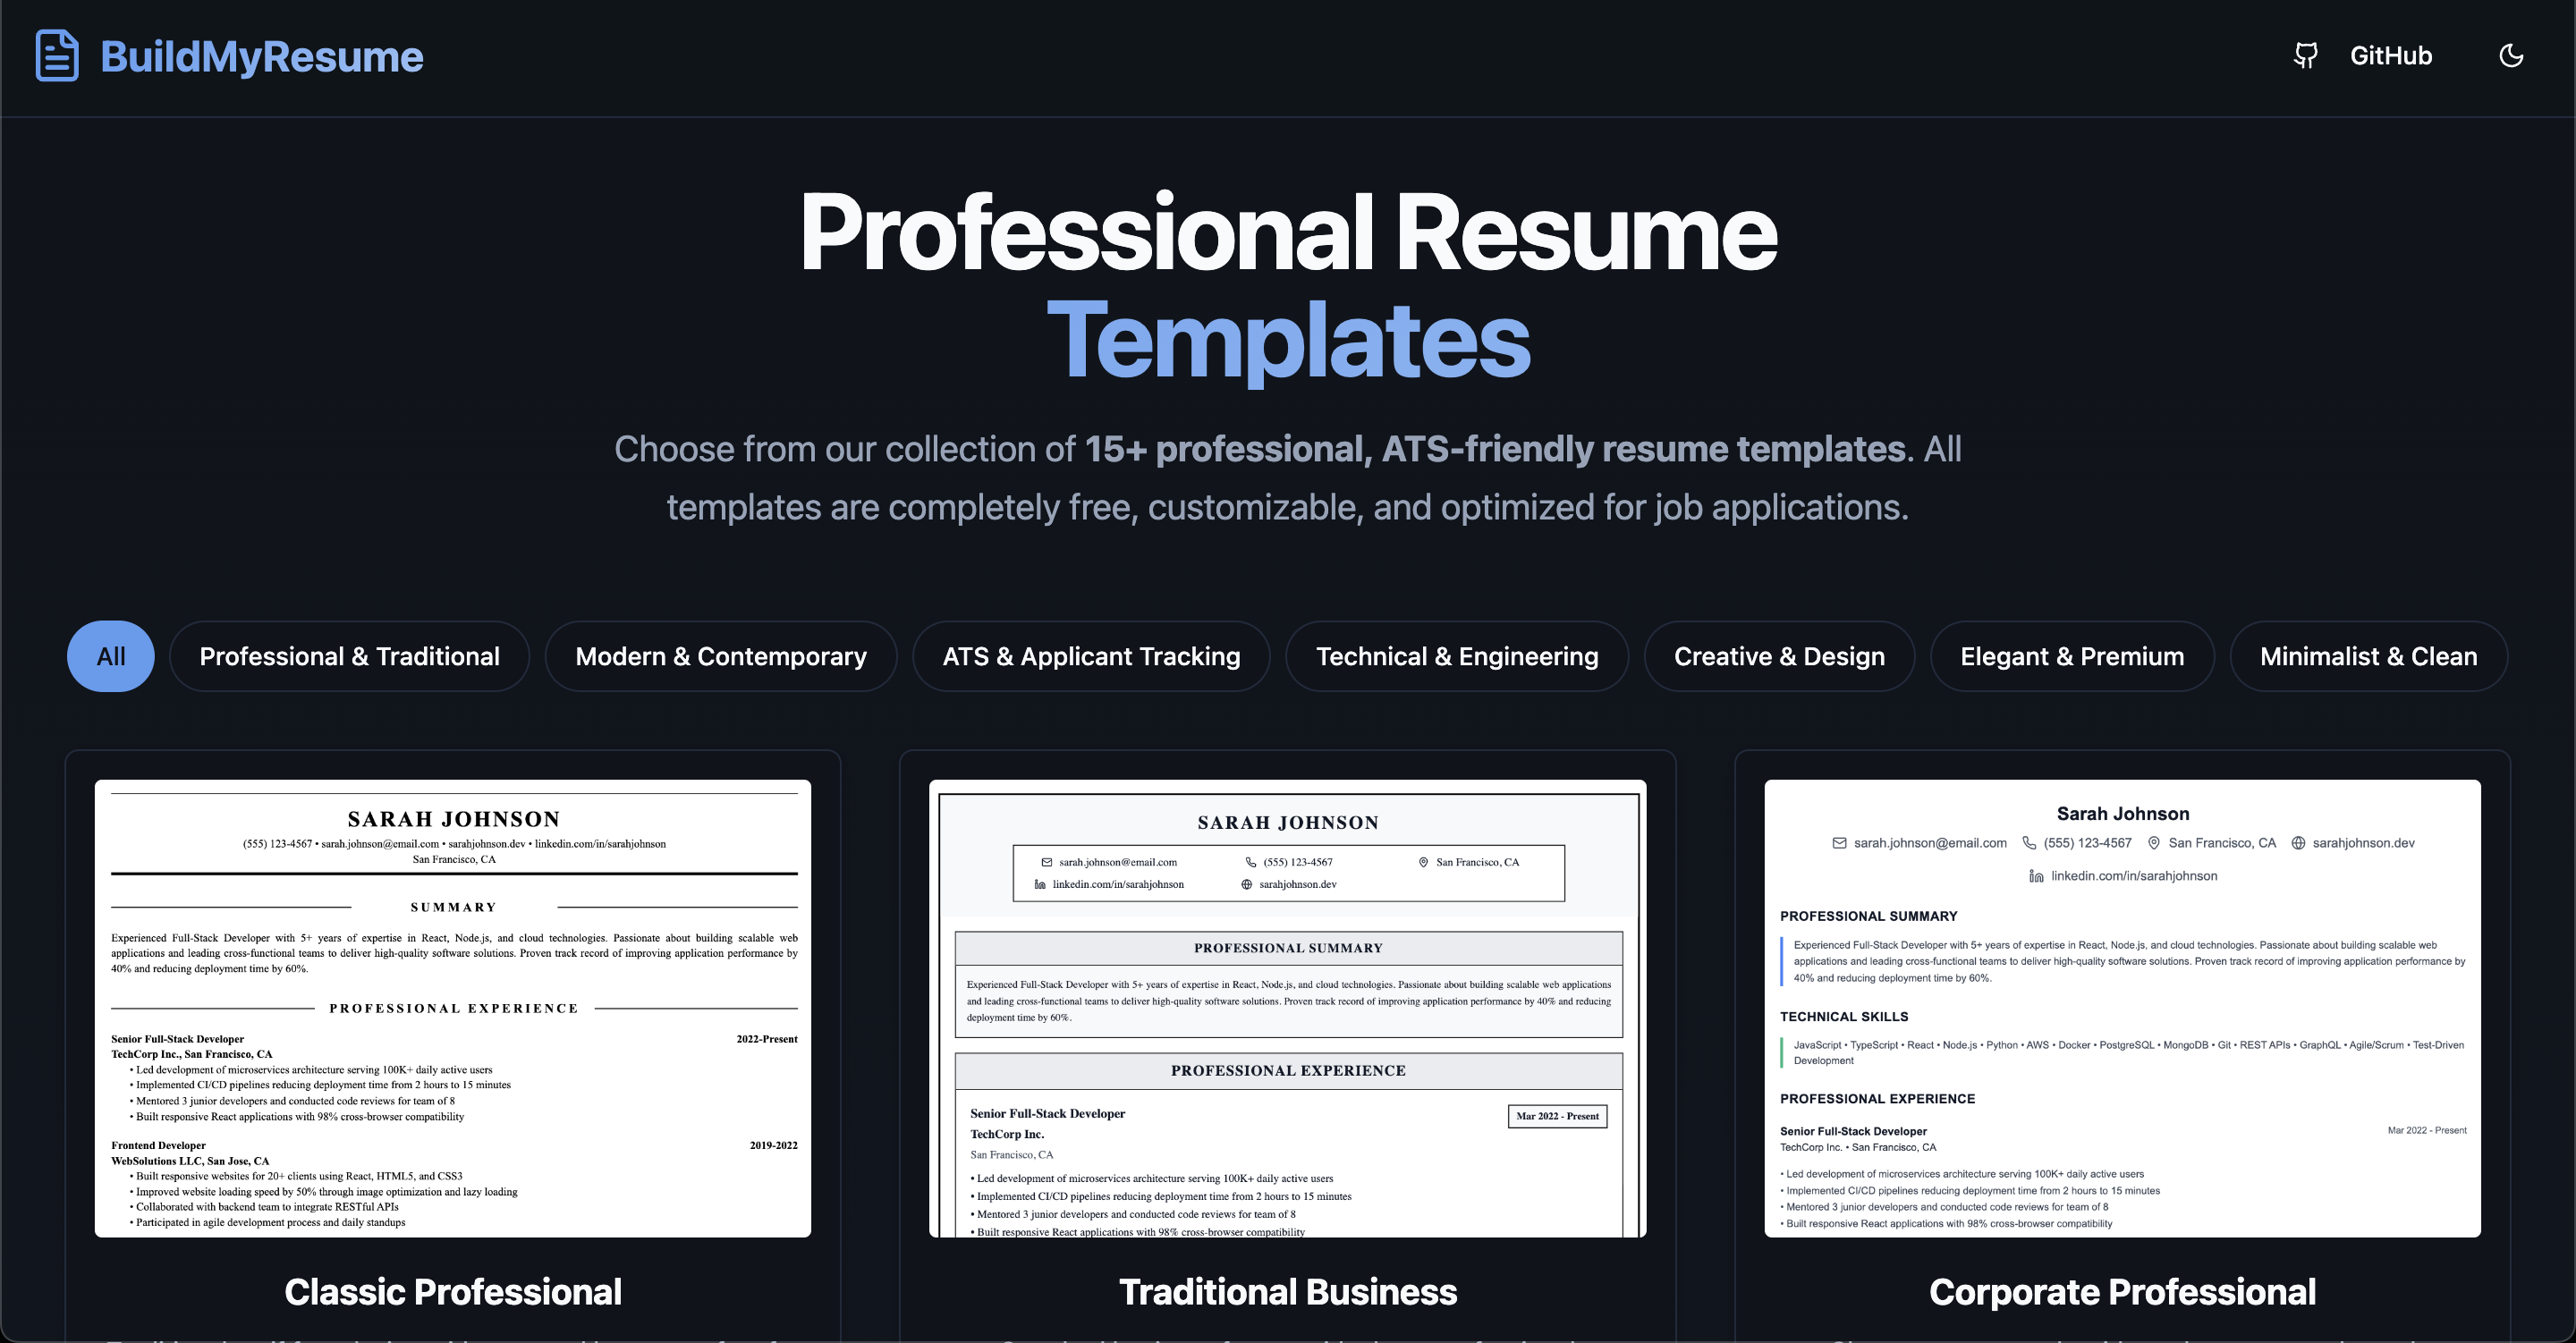 BuildMyResume
GitHub
Professional Resume
Templates
Choose from our collection of 15+ professional, ATS-friendly resume templates. All
templates are completely free, customizable, and optimized for job applications.
All
Professional & Traditional
Modern & Contemporary
ATS & Applicant Tracking
Technical & Engineering
Creative & Design
Elegant & Premium
Minimalist & Clean
SARAH JOHNSON
(555) 123-4567 • sarah.johnson@email.com • sarahjohnson.dev • linkedin.com/in/sarahjohnson
San Francisco, CA
SUMMARY
Experienced Full-Stack Developer with 5+ years of expertise in React, Node.js, and cloud technologies. Passionate about building scalable web
applications and leading cross-functional teams to deliver high-quality software solutions. Proven track record of improving application performance by
40% and reducing deployment time by 60%.
PROFESSIONAL EXPERIENCE
Senior Full-Stack Developer 2022-Present
TechCorp Inc., San Francisco, CA
• Led development of microservices architecture serving 100K+ daily active users
• Implemented CI/CD pipelines reducing deployment time from 2 hours to 15 minutes
• Mentored 3 junior developers and conducted code reviews for team of 8
• Built responsive React applications with 98% cross-browser compatibility
Frontend Developer 2019-2022
WebSolutions LLC, San Jose, CA
• Built responsive websites for 20+ clients using React, HTML5, and CSS3
• Improved website loading speed by 50% through image optimization and lazy loading
• Collaborated with backend team to integrate RESTful APIs
• Participated in agile development process and daily standups
Classic Professional
SARAH JOHNSON
sarah.johnson@email.com (555) 123-4567 San Francisco, CA
linkedin.com/in/sarahjohnson sarahjohnson.dev
PROFESSIONAL SUMMARY
Experienced Full-Stack Developer with 5+ years of expertise in React, Node.js, and cloud technologies. Passionate about building scalable web applications
and leading cross-functional teams to deliver high-quality software solutions. Proven track record of improving application performance by 40% and reducing
deployment time by 60%.
PROFESSIONAL EXPERIENCE
Senior Full-Stack Developer Mar 2022 - Present
TechCorp Inc.
San Francisco, CA
• Led development of microservices architecture serving 100K+ daily active users
• Implemented CI/CD pipelines reducing deployment time from 2 hours to 15 minutes
• Mentored 3 junior developers and conducted code reviews for team of 8
• Built responsive React applications with 98% cross-browser compatibility
Traditional Business
Sarah Johnson
sarah.johnson@email.com (555) 123-4567 San Francisco, CA sarahjohnson.dev
linkedin.com/in/sarahjohnson
PROFESSIONAL SUMMARY
Experienced Full-Stack Developer with 5+ years of expertise in React, Node.js, and cloud technologies. Passionate about building scalable web
applications and leading cross-functional teams to deliver high-quality software solutions. Proven track record of improving application performance by
40% and reducing deployment time by 60%.
TECHNICAL SKILLS
JavaScript • TypeScript • React • Node.js • Python • AWS • Docker • PostgreSQL • MongoDB • Git • REST APIs • GraphQL • Agile/Scrum • Test-Driven
Development
PROFESSIONAL EXPERIENCE
Senior Full-Stack Developer Mar 2022 - Present
TechCorp Inc. • San Francisco, CA
• Led development of microservices architecture serving 100K+ daily active users
• Implemented CI/CD pipelines reducing deployment time from 2 hours to 15 minutes
• Mentored 3 junior developers and conducted code reviews for team of 8
• Built responsive React applications with 98% cross-browser compatibility
Corporate Professional